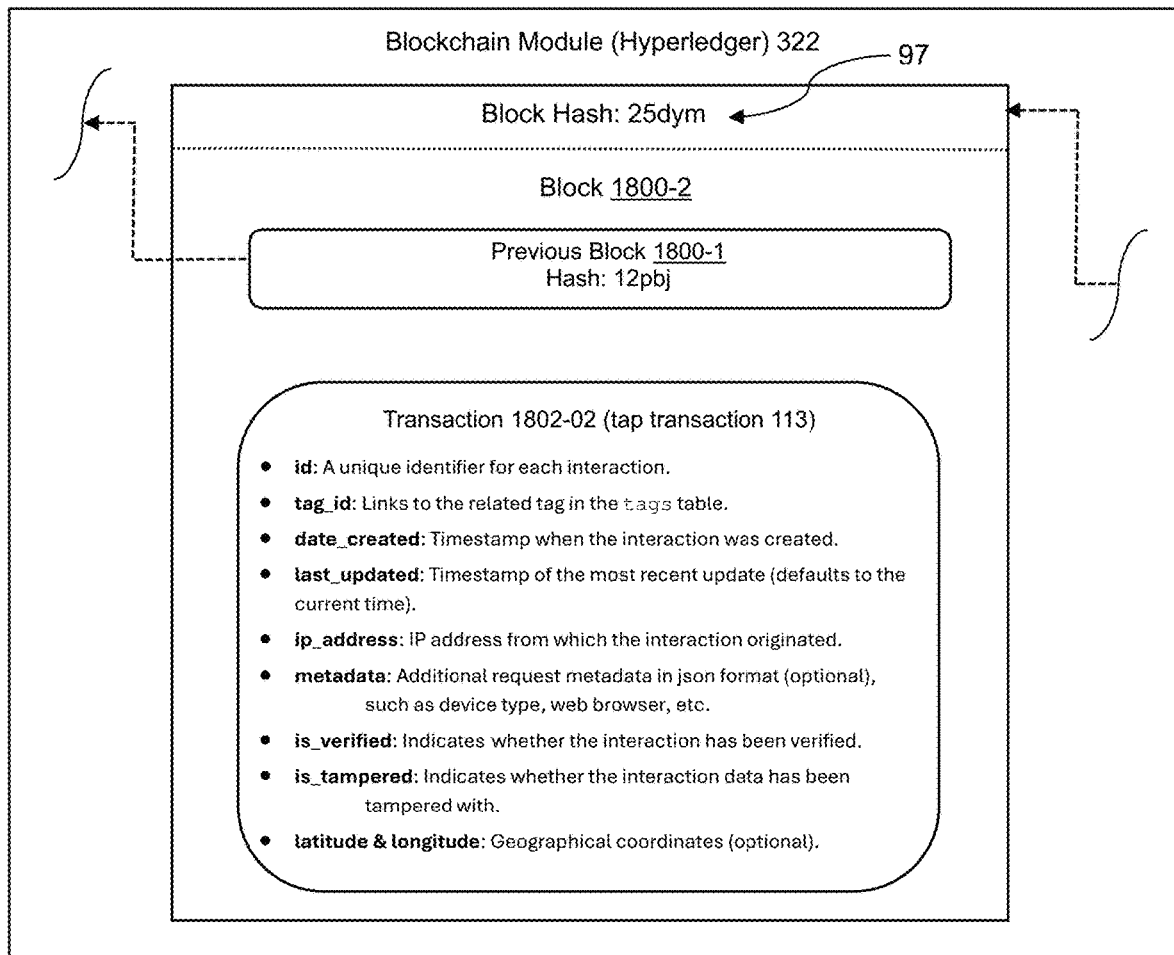 Blockchain Module (Hyperledger) 322
97
Block Hash: 25dym
Block 1800-2
Previous Block 1800-1
Hash: 12pbj
Transaction 1802-02 (tap transaction 113)
• id: A unique identifier for each interaction.
• tag_id: Links to the related tag in the tags table.
• date_created: Timestamp when the interaction was created.
• last_updated: Timestamp of the most recent update (defaults to the
current time).
• ip_address: IP address from which the interaction originated.
• metadata: Additional request metadata in json format (optional),
such as device type, web browser, etc.
• is_verified: Indicates whether the interaction has been verified.
• is_tampered: Indicates whether the interaction data has been
tampered with.
• latitude & longitude: Geographical coordinates (optional).